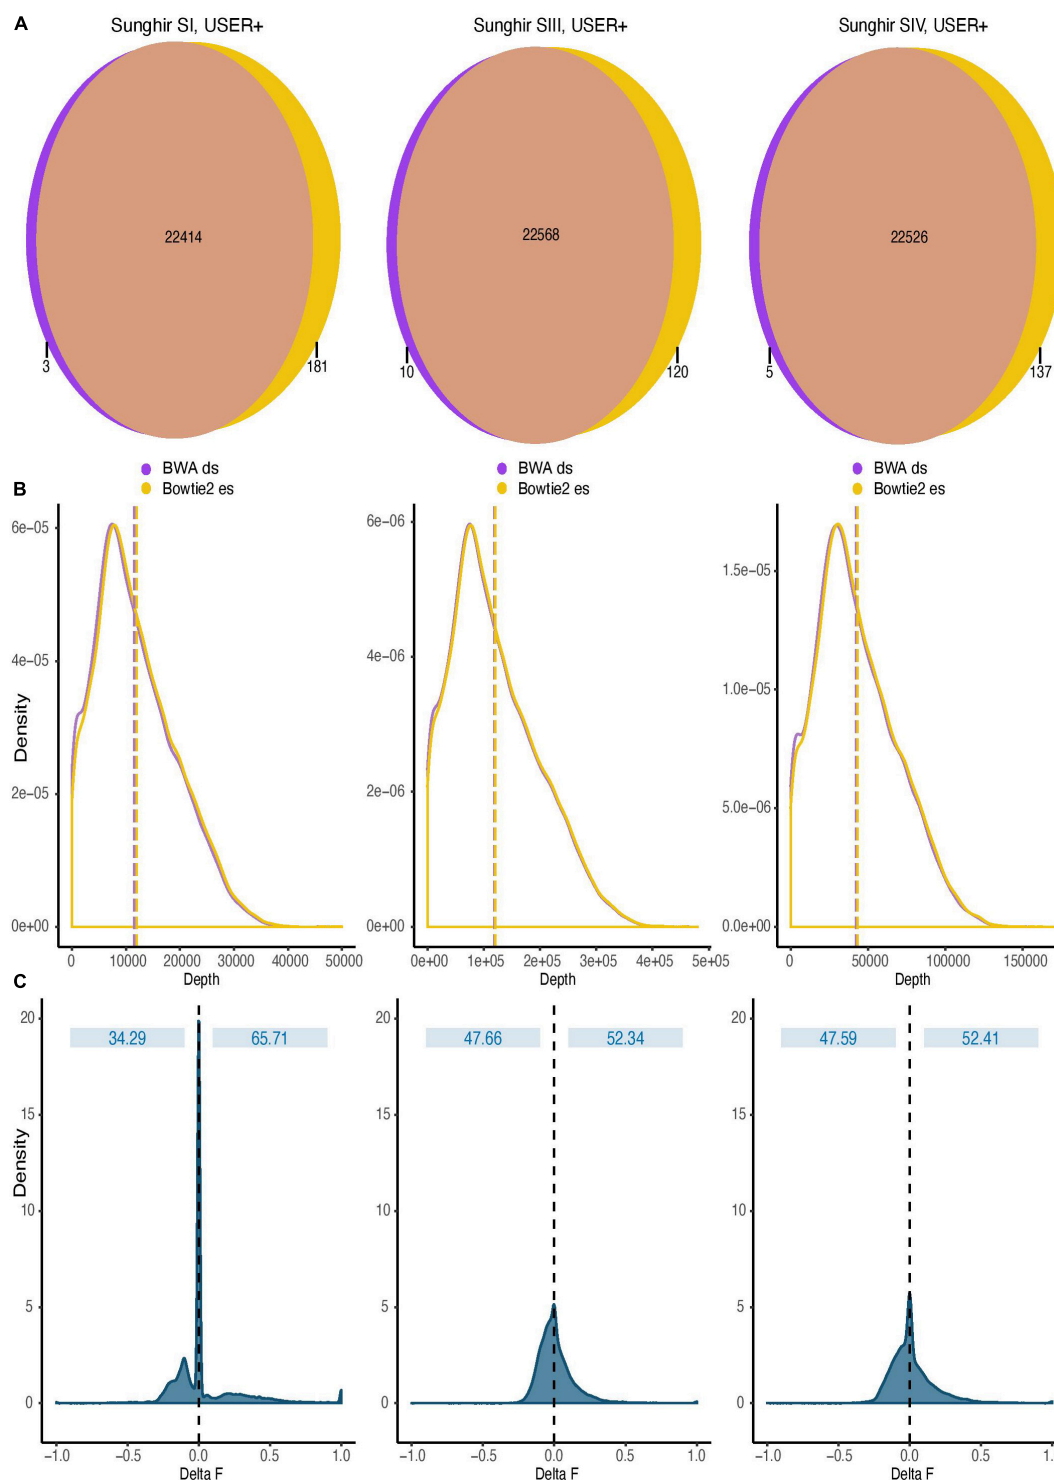 A
Sunghir SI, USER+
Sunghir SIII, USER+
Sunghir SIV, USER+
22414
22568
22526
3
181
10
120
5
137
BWA ds
Bowtie2 es
BWA ds
Bowtie2 es
BWA ds
Bowtie2 es
B
Density
6e−05
4e−05
2e−05
0e+00
0 10000 20000 30000 40000 50000
Depth
6e−06
4e−06
2e−06
0e+00
0e+00 1e+05 2e+05 3e+05 4e+05 5e+05
Depth
1.5e−05
1.0e−05
5.0e−06
0.0e+00
0 50000 100000 150000
Depth
C
Density
20
15
10
5
0
34.29 65.71
−1.0 −0.5 0.0 0.5 1.0
Delta F
20
15
10
5
0
47.66 52.34
−1.0 −0.5 0.0 0.5 1.0
Delta F
20
15
10
5
0
47.59 52.41
−1.0 −0.5 0.0 0.5 1.0
Delta F